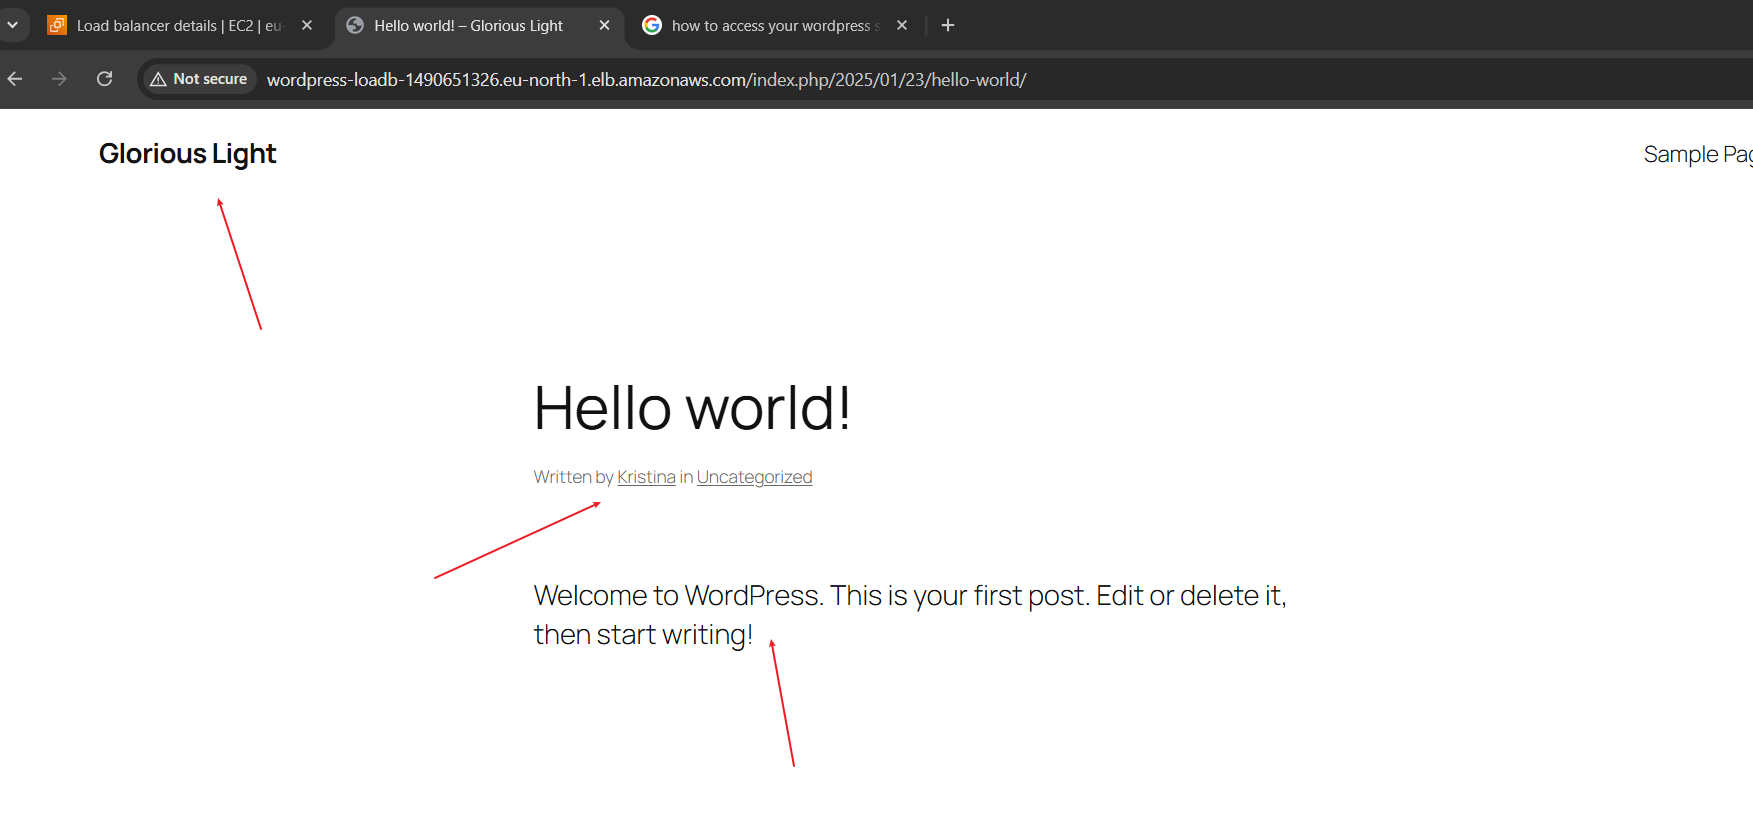 Load balancer details | EC2 | eu-
Hello world! – Glorious Light
how to access your wordpress s
Not secure
wordpress-loadb-1490651326.eu-north-1.elb.amazonaws.com/index.php/2025/01/23/hello-world/
Glorious Light
Sample Pag
Hello world!
Written by Kristina in Uncategorized
Welcome to WordPress. This is your first post. Edit or delete it,
then start writing!